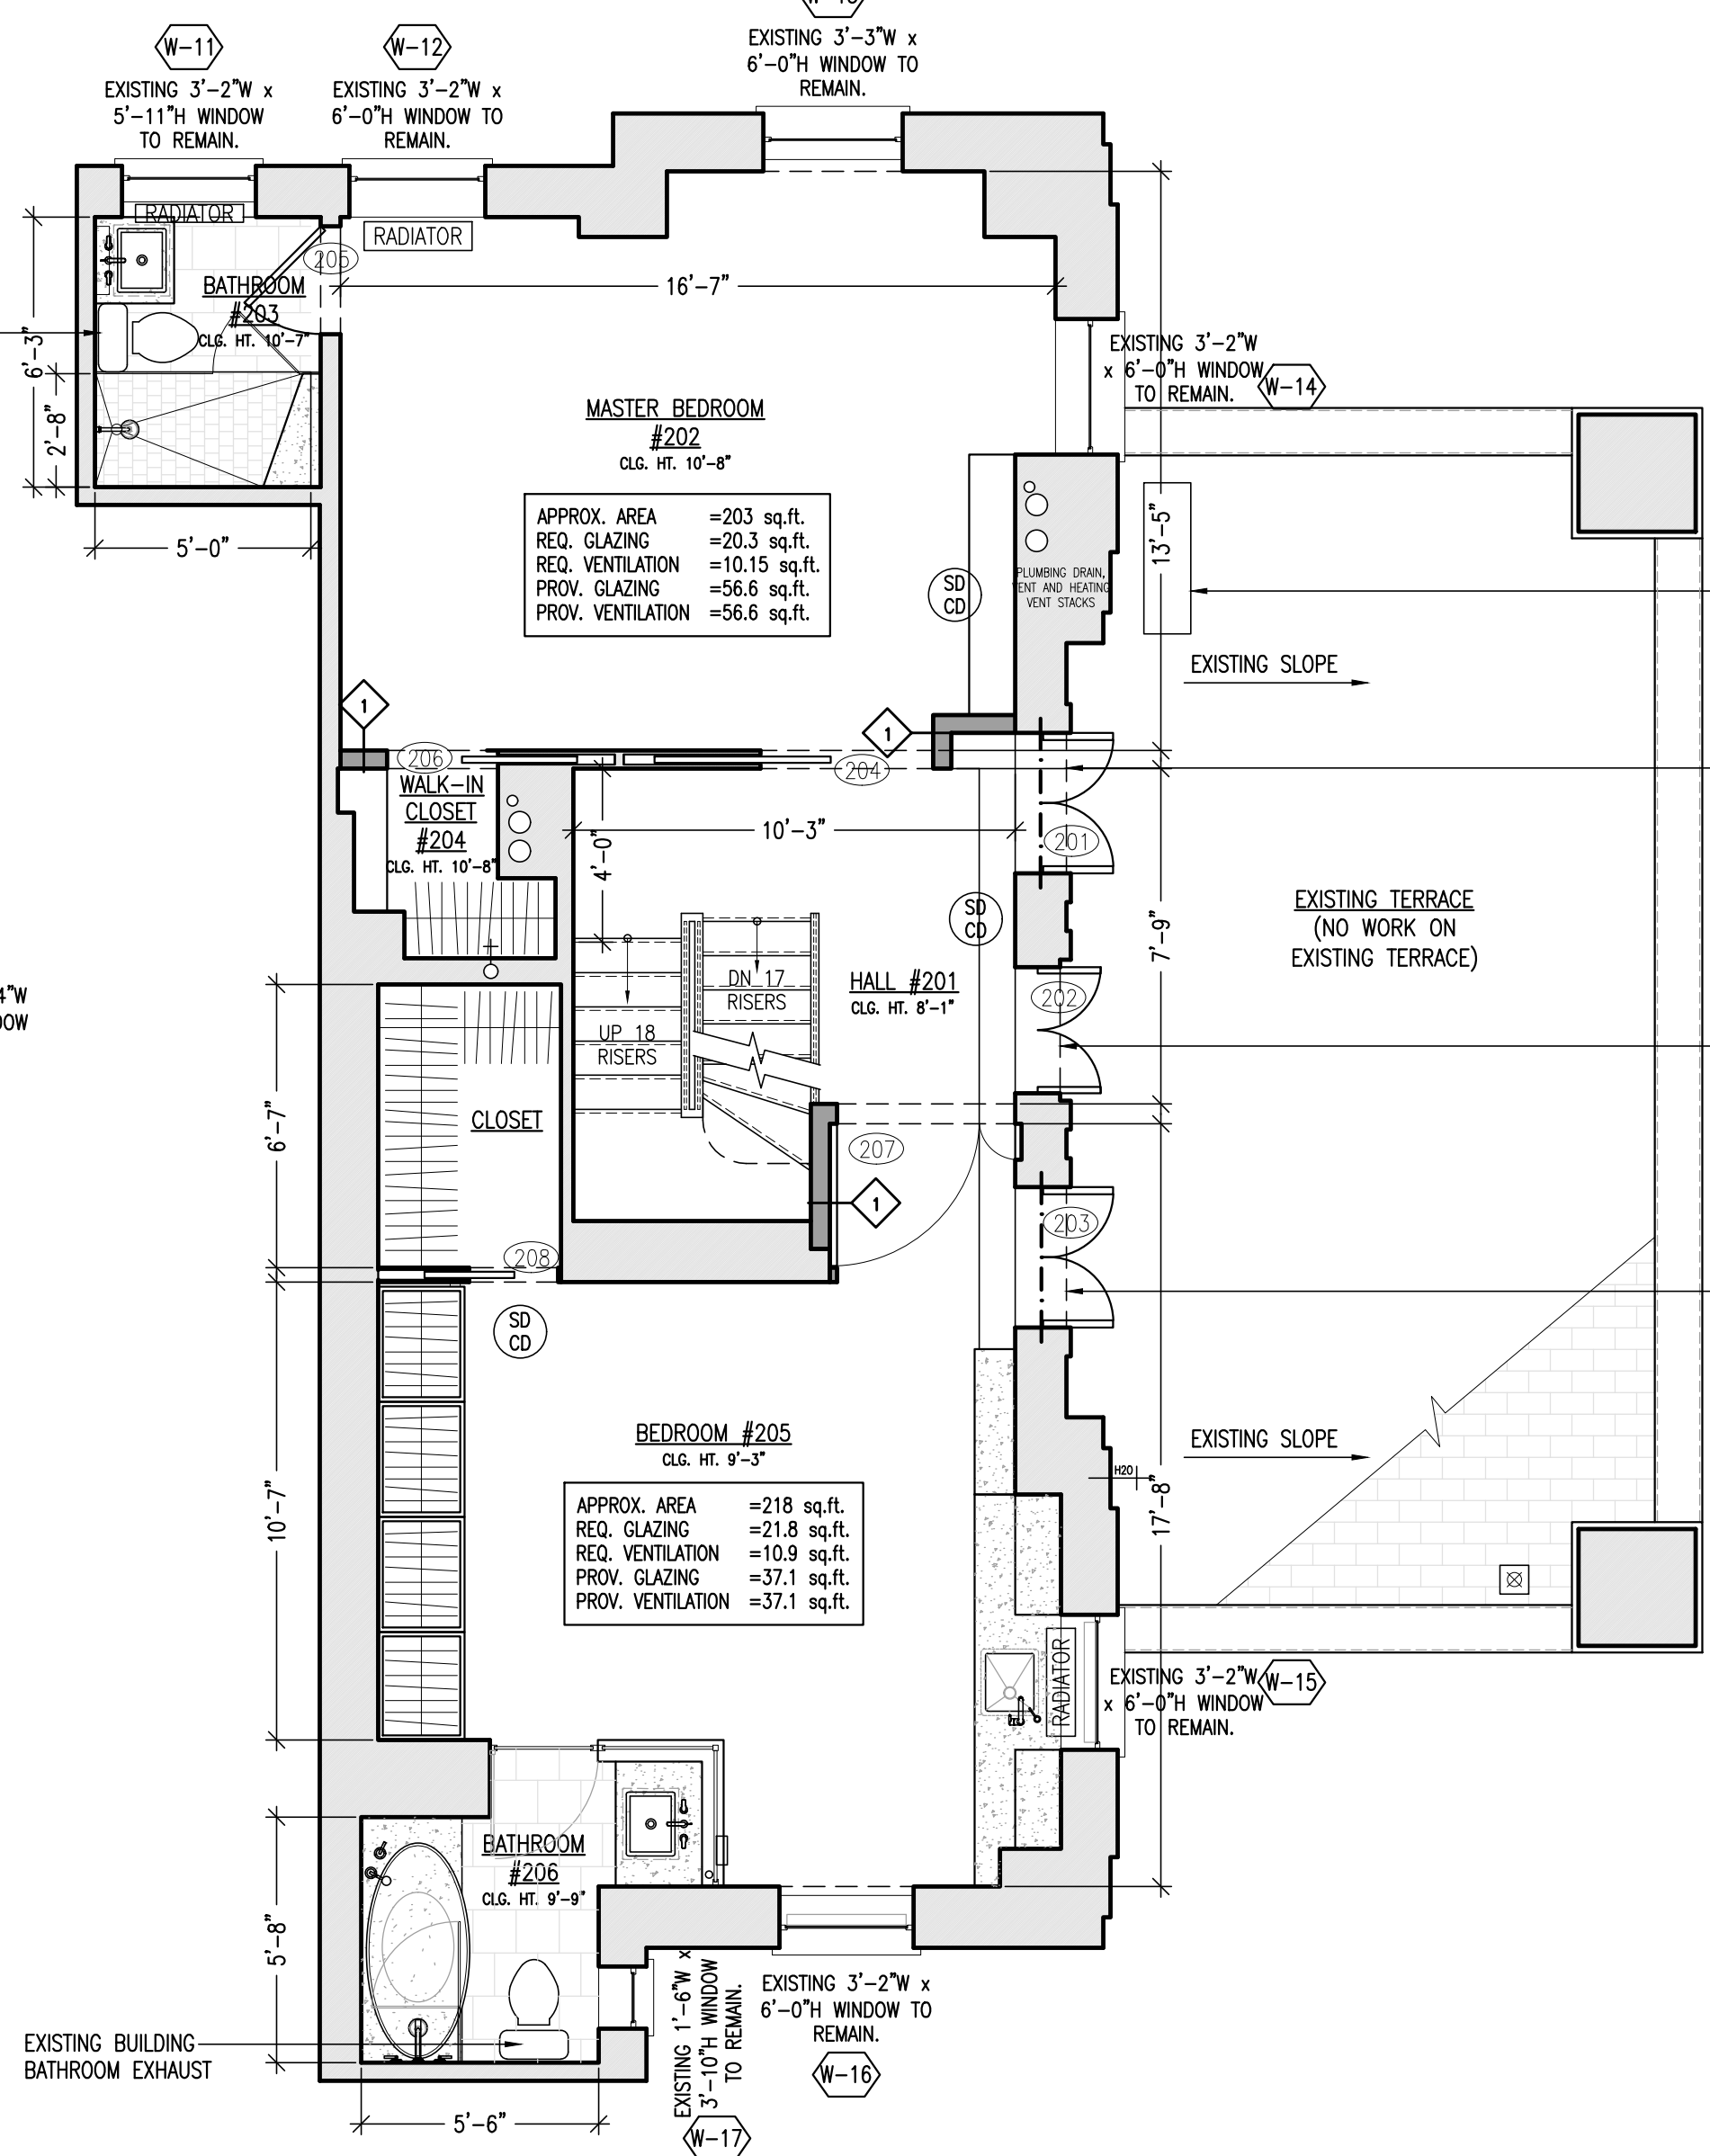 W-11
EXISTING 3'-2"W x
5'-11"H WINDOW
TO REMAIN.
W-12
EXISTING 3'-2"W x
6'-0"H WINDOW TO
REMAIN.
EXISTING 3'-3"W x
6'-0"H WINDOW TO
REMAIN.
RADIATOR
RADIATOR
205
BATHROOM
#203
CLG. HT. 10'-7"
6'-3"
2'-8"
5'-0"
16'-7"
EXISTING 3'-2"W
x 6'-0"H WINDOW
TO REMAIN.
W-14
MASTER BEDROOM
#202
CLG. HT. 10'-8"
APPROX. AREA =203 sq.ft.
REQ. GLAZING =20.3 sq.ft.
REQ. VENTILATION =10.15 sq.ft.
PROV. GLAZING =56.6 sq.ft.
PROV. VENTILATION =56.6 sq.ft.
SD
CD
PLUMBING DRAIN,
VENT AND HEATING
VENT STACKS
13'-5"
EXISTING SLOPE
1
1
206
204
WALK-IN
CLOSET
#204
CLG. HT. 10'-8"
4'-0"
10'-3"
201
SD
CD
7'-9"
EXISTING TERRACE
(NO WORK ON
EXISTING TERRACE)
DN 17
RISERS
UP 18
RISERS
HALL #201
CLG. HT. 8'-1"
202
4"W
OW
6'-7"
CLOSET
207
1
203
208
SD
CD
BEDROOM #205
CLG. HT. 9'-3"
APPROX. AREA =218 sq.ft.
REQ. GLAZING =21.8 sq.ft.
REQ. VENTILATION =10.9 sq.ft.
PROV. GLAZING =37.1 sq.ft.
PROV. VENTILATION =37.1 sq.ft.
10'-7"
EXISTING SLOPE
H20
17'-8"
RADIATOR
EXISTING 3'-2"W
x 6'-0"H WINDOW
TO REMAIN.
W-15
BATHROOM
#206
CLG. HT. 9'-9"
5'-8"
EXISTING BUILDING
BATHROOM EXHAUST
5'-6"
EXISTING 1'-6"W x
3'-10"H WINDOW
TO REMAIN.
W-17
EXISTING 3'-2"W x
6'-0"H WINDOW TO
REMAIN.
W-16